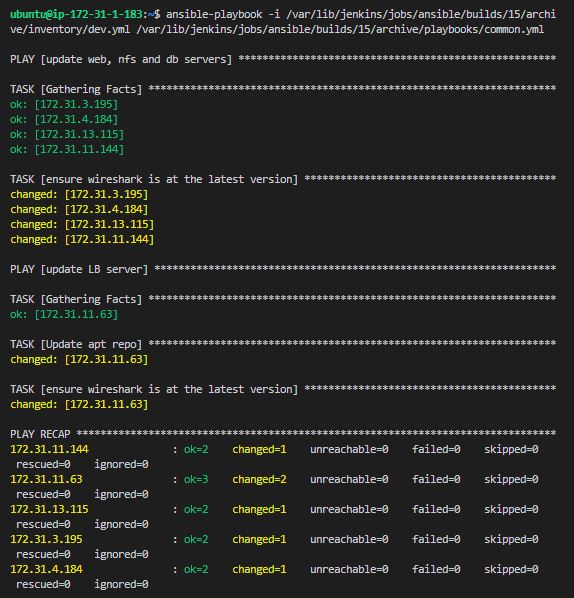 ubuntu@ip-172-31-1-183:~$ ansible-playbook -i /var/lib/jenkins/jobs/ansible/builds/15/archi
ve/inventory/dev.yml /var/lib/jenkins/jobs/ansible/builds/15/archive/playbooks/common.yml
PLAY [update web, nfs and db servers] *****************************************************
TASK [Gathering Facts] ********************************************************************
ok: [172.31.3.195]
ok: [172.31.4.184]
ok: [172.31.13.115]
ok: [172.31.11.144]
TASK [ensure wireshark is at the latest version] ******************************************
changed: [172.31.3.195]
changed: [172.31.4.184]
changed: [172.31.13.115]
changed: [172.31.11.144]
PLAY [update LB server] *******************************************************************
TASK [Gathering Facts] ********************************************************************
ok: [172.31.11.63]
TASK [Update apt repo] ********************************************************************
changed: [172.31.11.63]
TASK [ensure wireshark is at the latest version] ******************************************
changed: [172.31.11.63]
PLAY RECAP ********************************************************************************
172.31.11.144              : ok=2    changed=1    unreachable=0    failed=0    skipped=0
 rescued=0    ignored=0
172.31.11.63               : ok=3    changed=2    unreachable=0    failed=0    skipped=0
 rescued=0    ignored=0
172.31.13.115              : ok=2    changed=1    unreachable=0    failed=0    skipped=0
 rescued=0    ignored=0
172.31.3.195               : ok=2    changed=1    unreachable=0    failed=0    skipped=0
 rescued=0    ignored=0
172.31.4.184               : ok=2    changed=1    unreachable=0    failed=0    skipped=0
 rescued=0    ignored=0